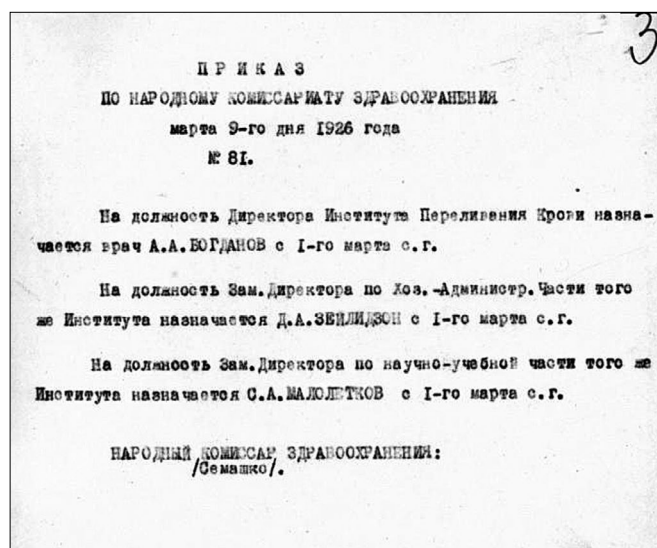 3
ПРИКАЗ
ПО НАРОДНОМУ КОМИССАРИАТУ ЗДРАВООХРАНЕНИЯ
марта 9-го дня 1926 года
№ 81.
На должность Директора Института Переливания Крови назна-
чается врач А.А.БОГДАНОВ с I-го марта с.г.
На должность Зам.Директора по Хоз.-Администр.Части того
же Института назначается Д.А.ЗЕЙЛИДЗОН с I-го марта с.г.
На должность Зам.Директора по научно-учебной части того же
Института назначается С.А.МАЛОЛЕТКОВ с I-го марта с.г.
НАРОДНЫЙ КОМИССАР ЗДРАВООХРАНЕНИЯ:
/Семашко/.